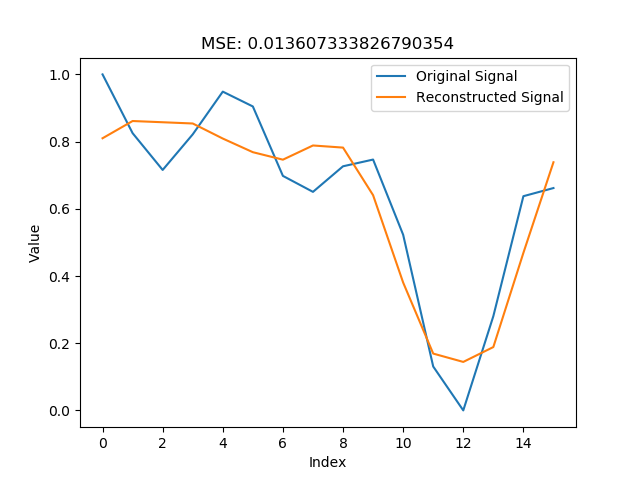 MSE: 0.013607333826790354
Original Signal
Reconstructed Signal
1.0
0.8
0.6
0.4
0.2
0.0
Value
0 2 4 6 8 10 12 14
Index